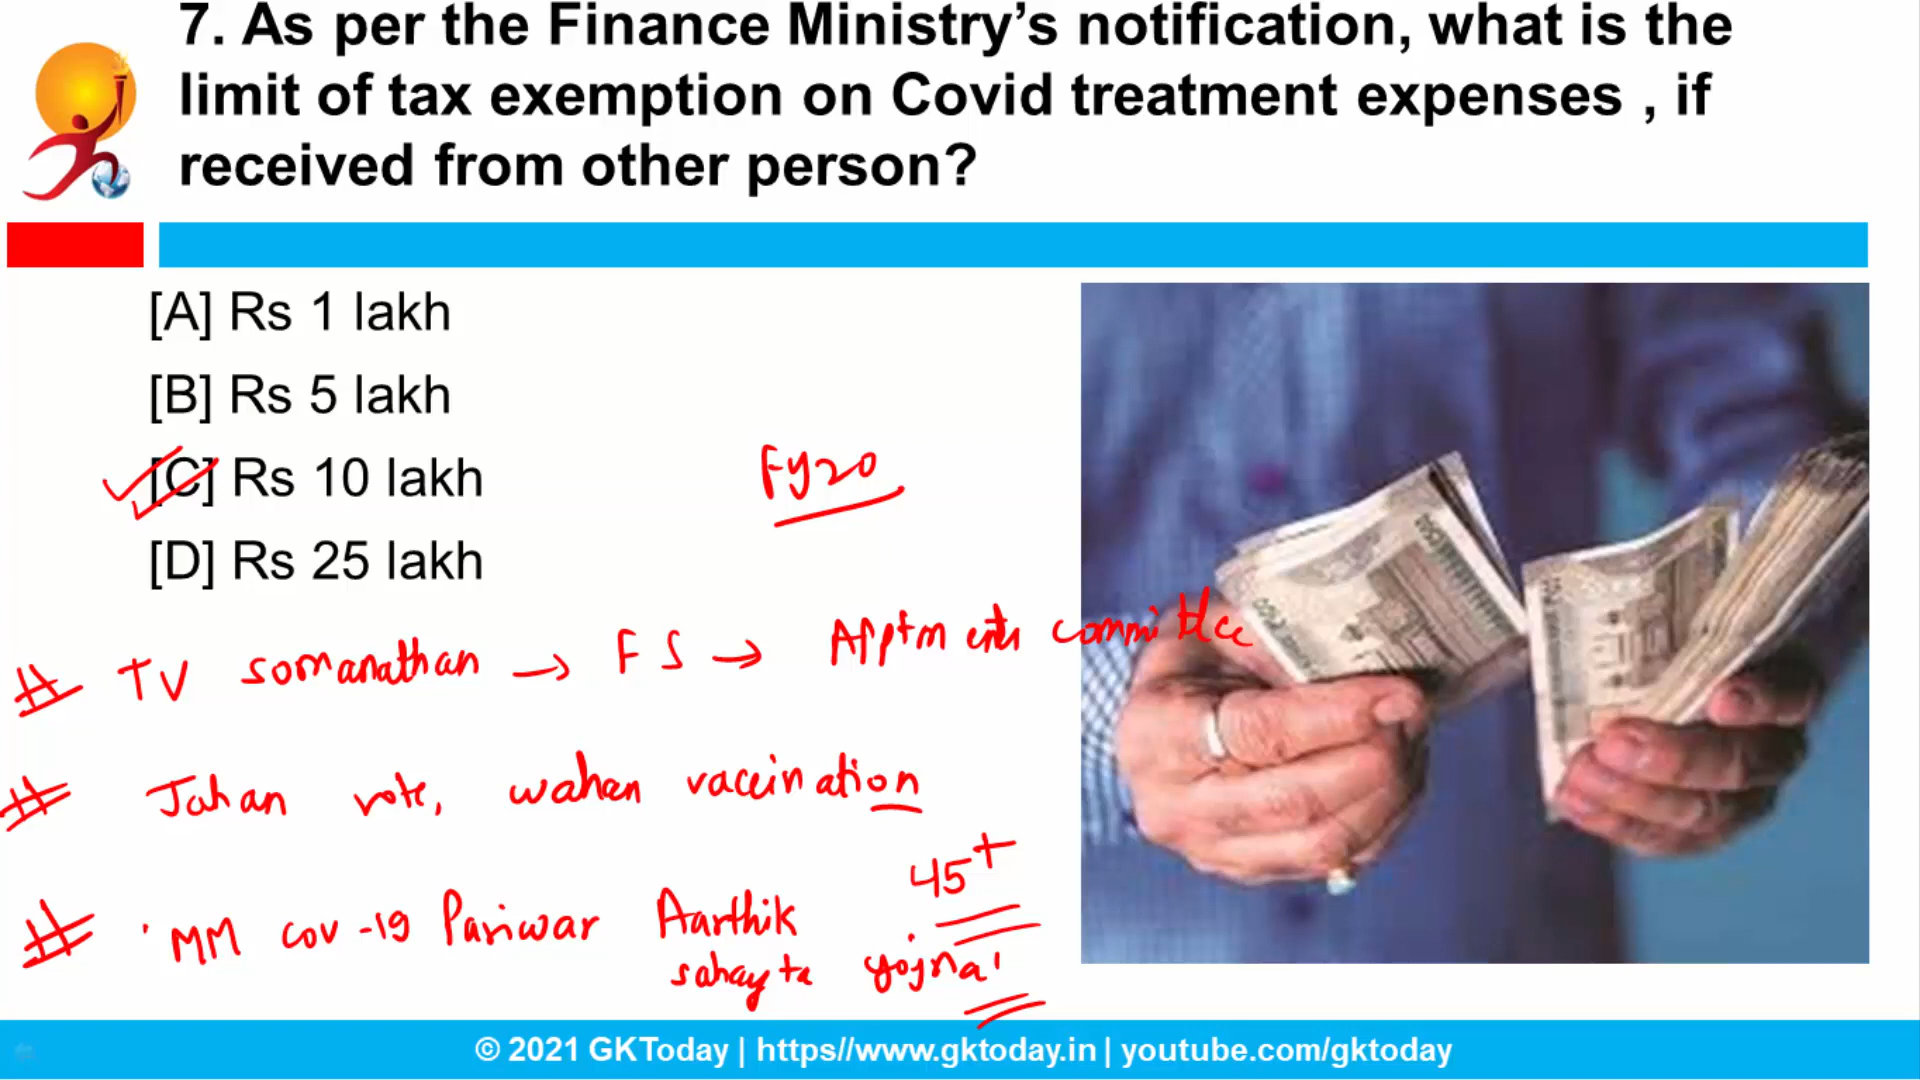 7. As per the Finance Ministry's notification, what is the
limit of tax exemption on Covid treatment expenses , if
received from other person?
[A] Rs 1 lakh
[B] Rs 5 lakh
[C] Rs 10 lakh
FY20
[D] Rs 25 lakh
# TV somanathan → FS → Apptments committee
# Jahan vote, wahan vaccination
45+
# 'MM cov-19 Pariwar Aarthik
sahayta yojna'
© 2021 GKToday | https//www.gktoday.in | youtube.com/gktoday